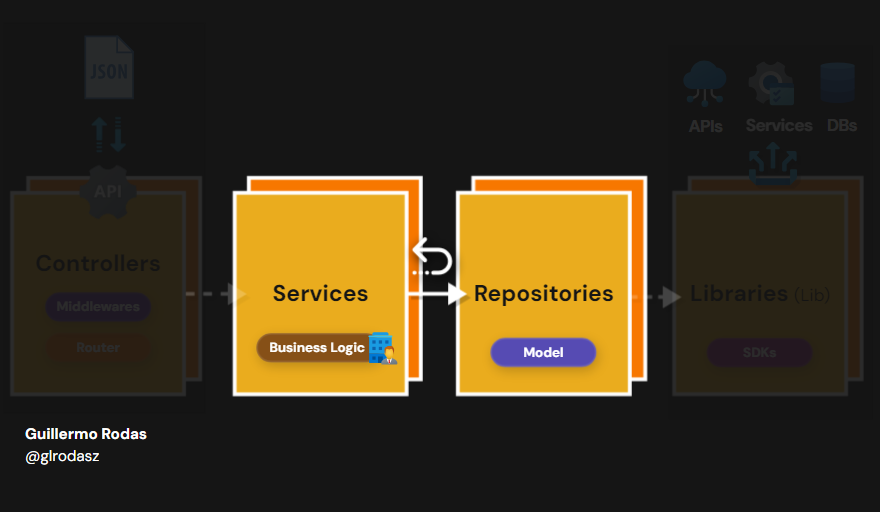 JSON
APIs Services DBs
API
Controllers
Middlewares
Router
Services
Business Logic
Repositories
Model
Libraries (Lib)
SDKs
Guillermo Rodas
@glrodasz